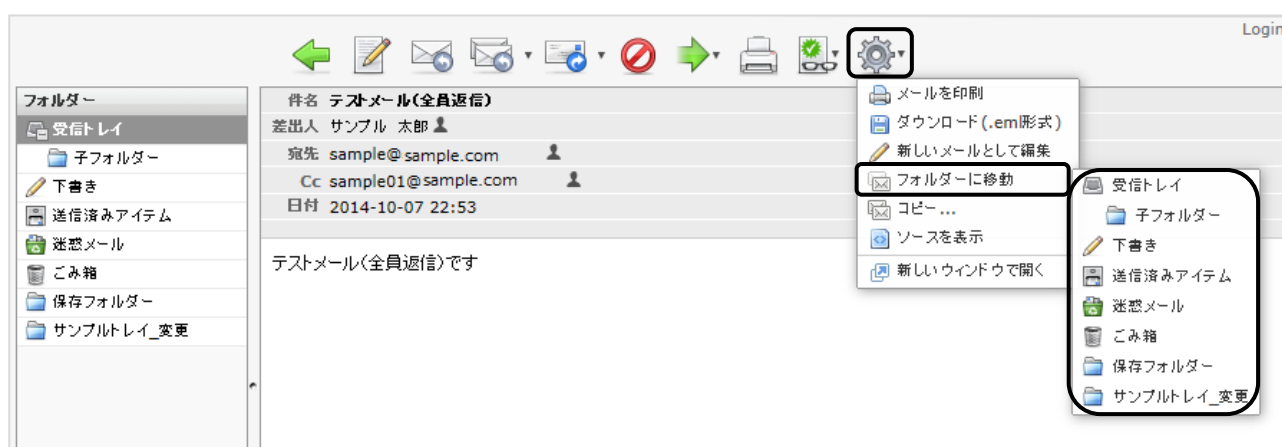 Login
フォルダー
受信トレイ
子フォルダー
下書き
送信済みアイテム
迷惑メール
ごみ箱
保存フォルダー
サンプルトレイ_変更
件名 テストメール(全員返信)
差出人 サンプル 太郎
宛先 sample@sample.com
Cc sample01@sample.com
日付 2014-10-07 22:53
テストメール(全員返信)です
メールを印刷
ダウンロード(.eml形式)
新しいメールとして編集
フォルダーに移動
コピー...
ソースを表示
新しいウィンドウで開く
受信トレイ
子フォルダー
下書き
送信済みアイテム
迷惑メール
ごみ箱
保存フォルダー
サンプルトレイ_変更